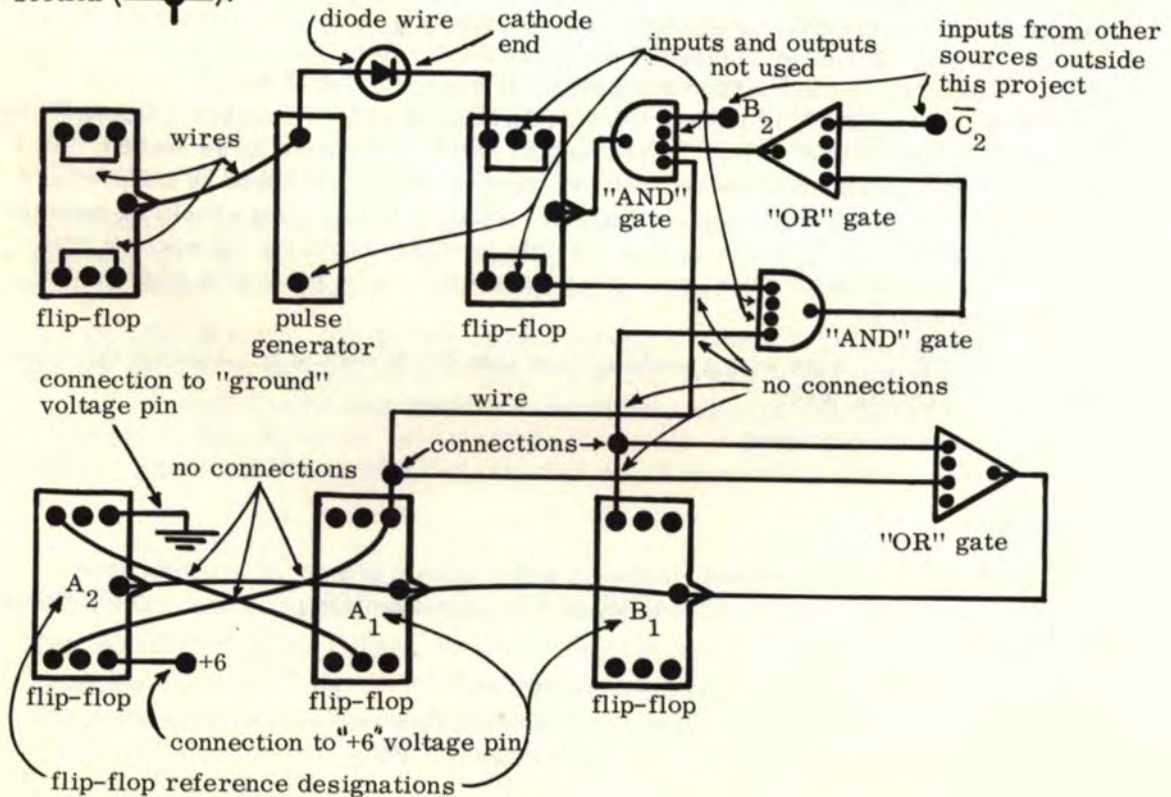 section ( ).
diode wire
cathode
end
inputs and outputs
not used
inputs from other
sources outside
this project
B2
C̅2
wires
"AND"
gate
"OR" gate
flip-flop
pulse
generator
flip-flop
"AND" gate
connection to "ground"
voltage pin
no connections
wire
connections
no connections
"OR" gate
A2
A1
B1
+6
flip-flop
flip-flop
flip-flop
connection to "+6" voltage pin
flip-flop reference designations